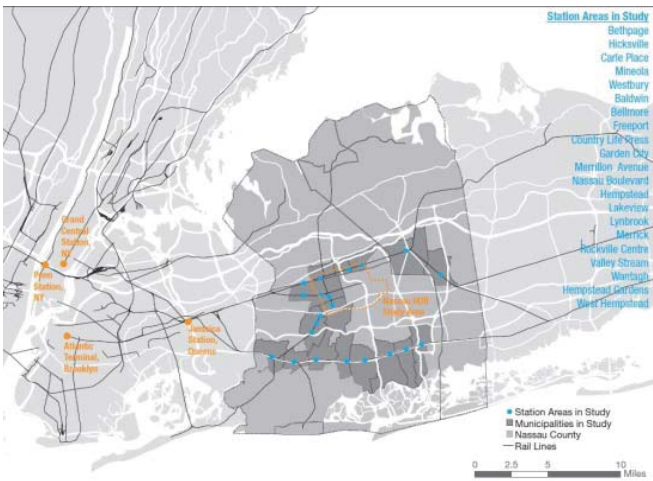 Station Areas in Study
Bethpage
Hicksville
Carle Place
Mineola
Westbury
Baldwin
Bellmore
Freeport
Country Life Press
Garden City
Merrillon Avenue
Nassau Boulevard
Hempstead
Lakeview
Lynbrook
Merrick
Rockville Centre
Valley Stream
Wantagh
Hempstead Gardens
West Hempstead
Grand
Central
Station,
NY
Penn
Station,
NY
Atlantic
Terminal,
Brooklyn
Jamaica
Station,
Queens
Nassau HUB
Study Area
Station Areas in Study
Municipalities in Study
Nassau County
Rail Lines
0 2.5 5 10
Miles